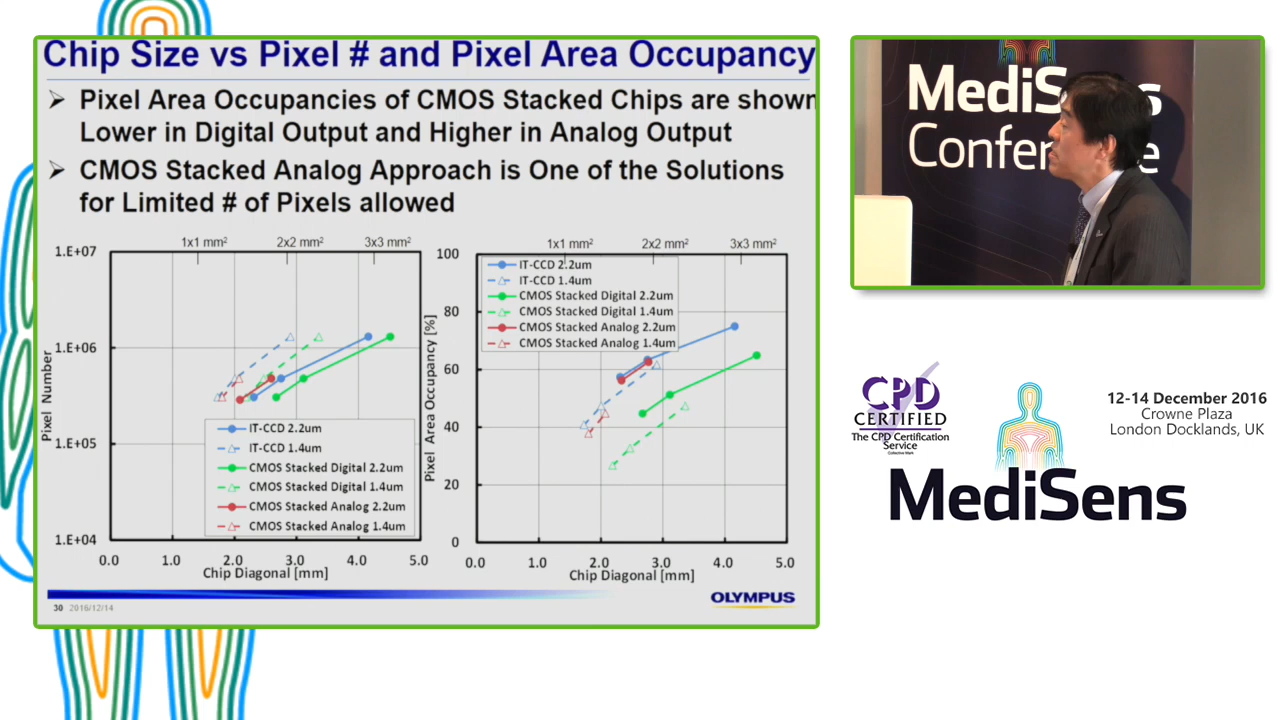 Chip Size vs Pixel # and Pixel Area Occupancy
Pixel Area Occupancies of CMOS Stacked Chips are shown
Lower in Digital Output and Higher in Analog Output
CMOS Stacked Analog Approach is One of the Solutions
for Limited # of Pixels allowed
1x1 mm² 2x2 mm² 3x3 mm²
1.E+07
1.E+06
1.E+05
1.E+04
Pixel Number
IT-CCD 2.2um
IT-CCD 1.4um
CMOS Stacked Digital 2.2um
CMOS Stacked Digital 1.4um
CMOS Stacked Analog 2.2um
CMOS Stacked Analog 1.4um
0.0 1.0 2.0 3.0 4.0 5.0
Chip Diagonal [mm]
1x1 mm² 2x2 mm² 3x3 mm²
100
80
60
40
20
0
Pixel Area Occupancy [%]
IT-CCD 2.2um
IT-CCD 1.4um
CMOS Stacked Digital 2.2um
CMOS Stacked Digital 1.4um
CMOS Stacked Analog 2.2um
CMOS Stacked Analog 1.4um
0.0 1.0 2.0 3.0 4.0 5.0
Chip Diagonal [mm]
30 2016/12/14
OLYMPUS
MediS s
Confer e
CPD
CERTIFIED
The CPD Certification
Service
Collective Mark
12-14 December 2016
Crowne Plaza
London Docklands, UK
MediSens